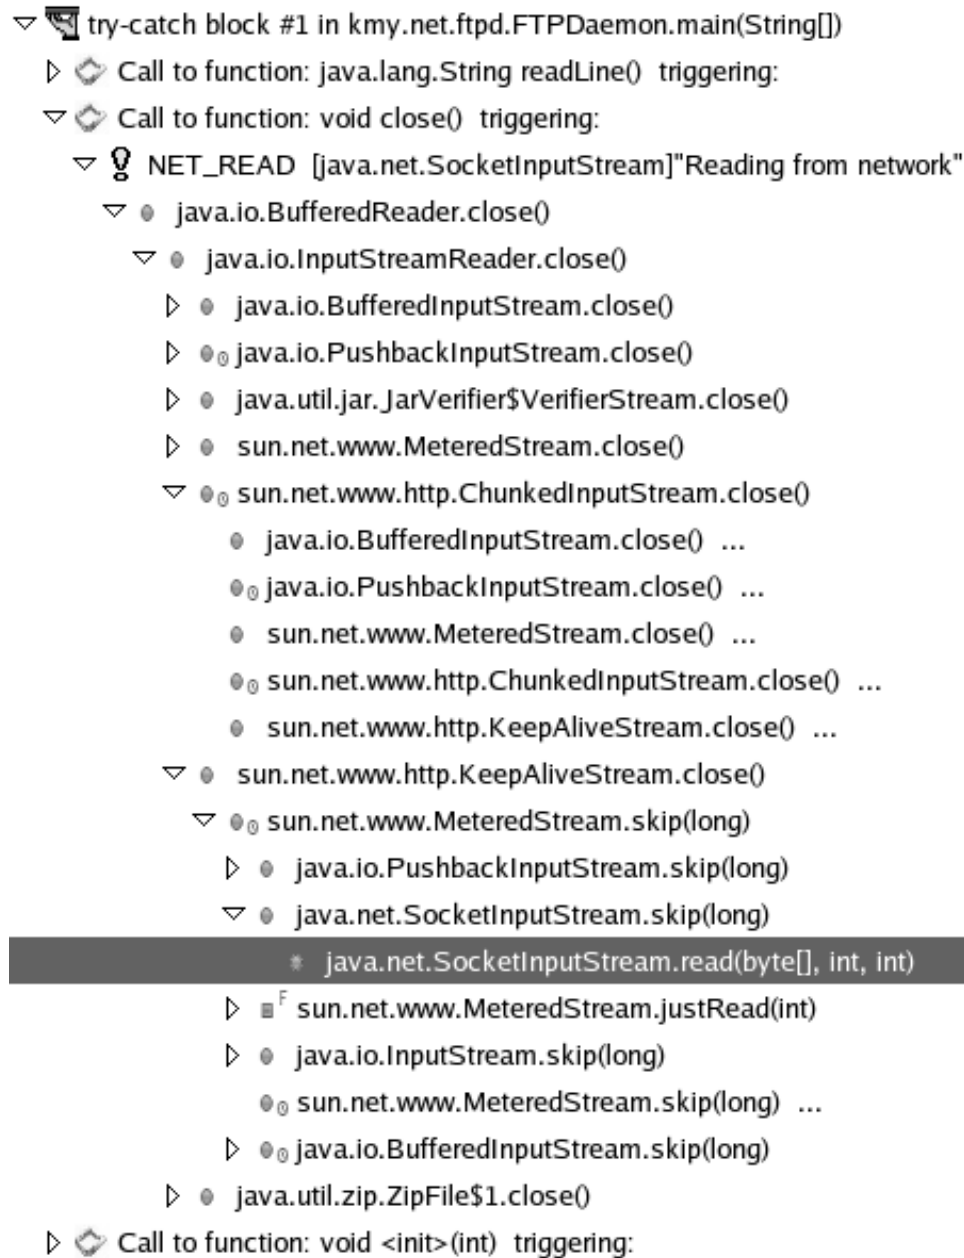 try-catch block #1 in kmy.net.ftpd.FTPDaemon.main(String[])
Call to function: java.lang.String readLine() triggering:
Call to function: void close() triggering:
NET_READ [java.net.SocketInputStream]"Reading from network"
java.io.BufferedReader.close()
java.io.InputStreamReader.close()
java.io.BufferedInputStream.close()
java.io.PushbackInputStream.close()
java.util.jar.JarVerifier$VerifierStream.close()
sun.net.www.MeteredStream.close()
sun.net.www.http.ChunkedInputStream.close()
java.io.BufferedInputStream.close() ...
java.io.PushbackInputStream.close() ...
sun.net.www.MeteredStream.close() ...
sun.net.www.http.ChunkedInputStream.close() ...
sun.net.www.http.KeepAliveStream.close() ...
sun.net.www.http.KeepAliveStream.close()
sun.net.www.MeteredStream.skip(long)
java.io.PushbackInputStream.skip(long)
java.net.SocketInputStream.skip(long)
java.net.SocketInputStream.read(byte[], int, int)
F sun.net.www.MeteredStream.justRead(int)
java.io.InputStream.skip(long)
sun.net.www.MeteredStream.skip(long) ...
java.io.BufferedInputStream.skip(long)
java.util.zip.ZipFile$1.close()
Call to function: void <init>(int) triggering: